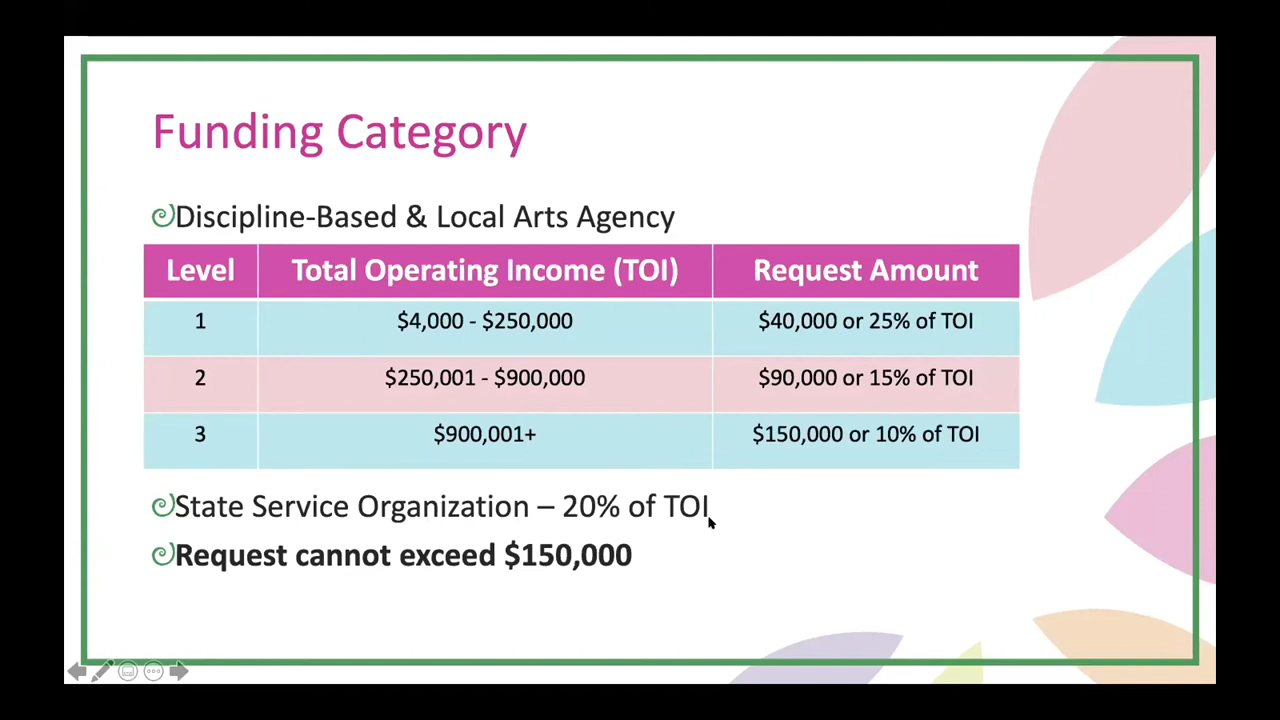 Funding Category
Discipline-Based & Local Arts Agency
Level Total Operating Income (TOI) Request Amount
1 $4,000 - $250,000 $40,000 or 25% of TOI
2 $250,001 - $900,000 $90,000 or 15% of TOI
3 $900,001+ $150,000 or 10% of TOI
State Service Organization – 20% of TOI
Request cannot exceed $150,000